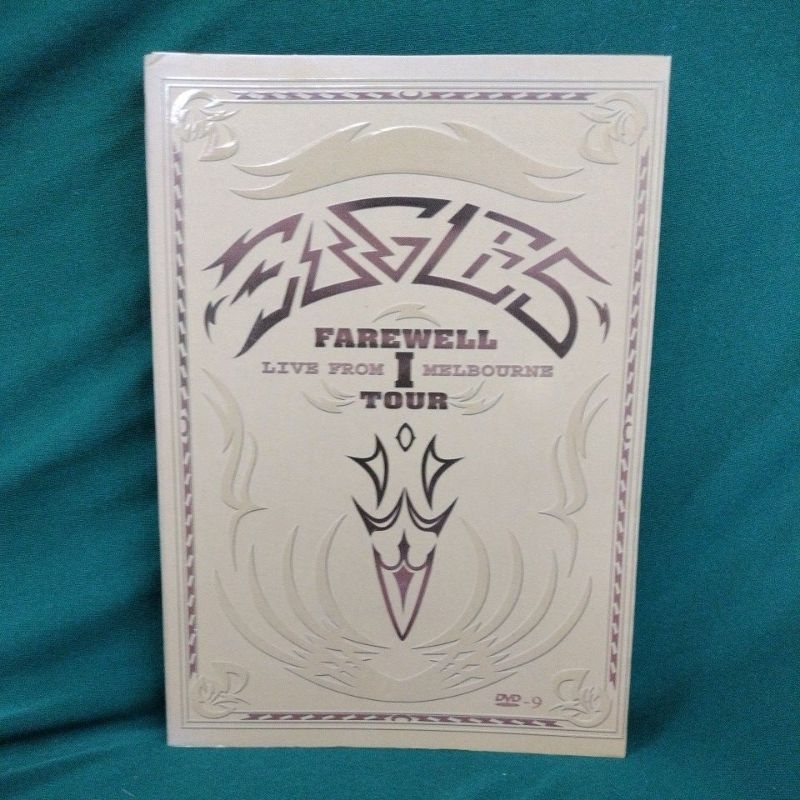 EAGLES
FAREWELL
LIVE FROM I MELBOURNE
TOUR
DVD-9